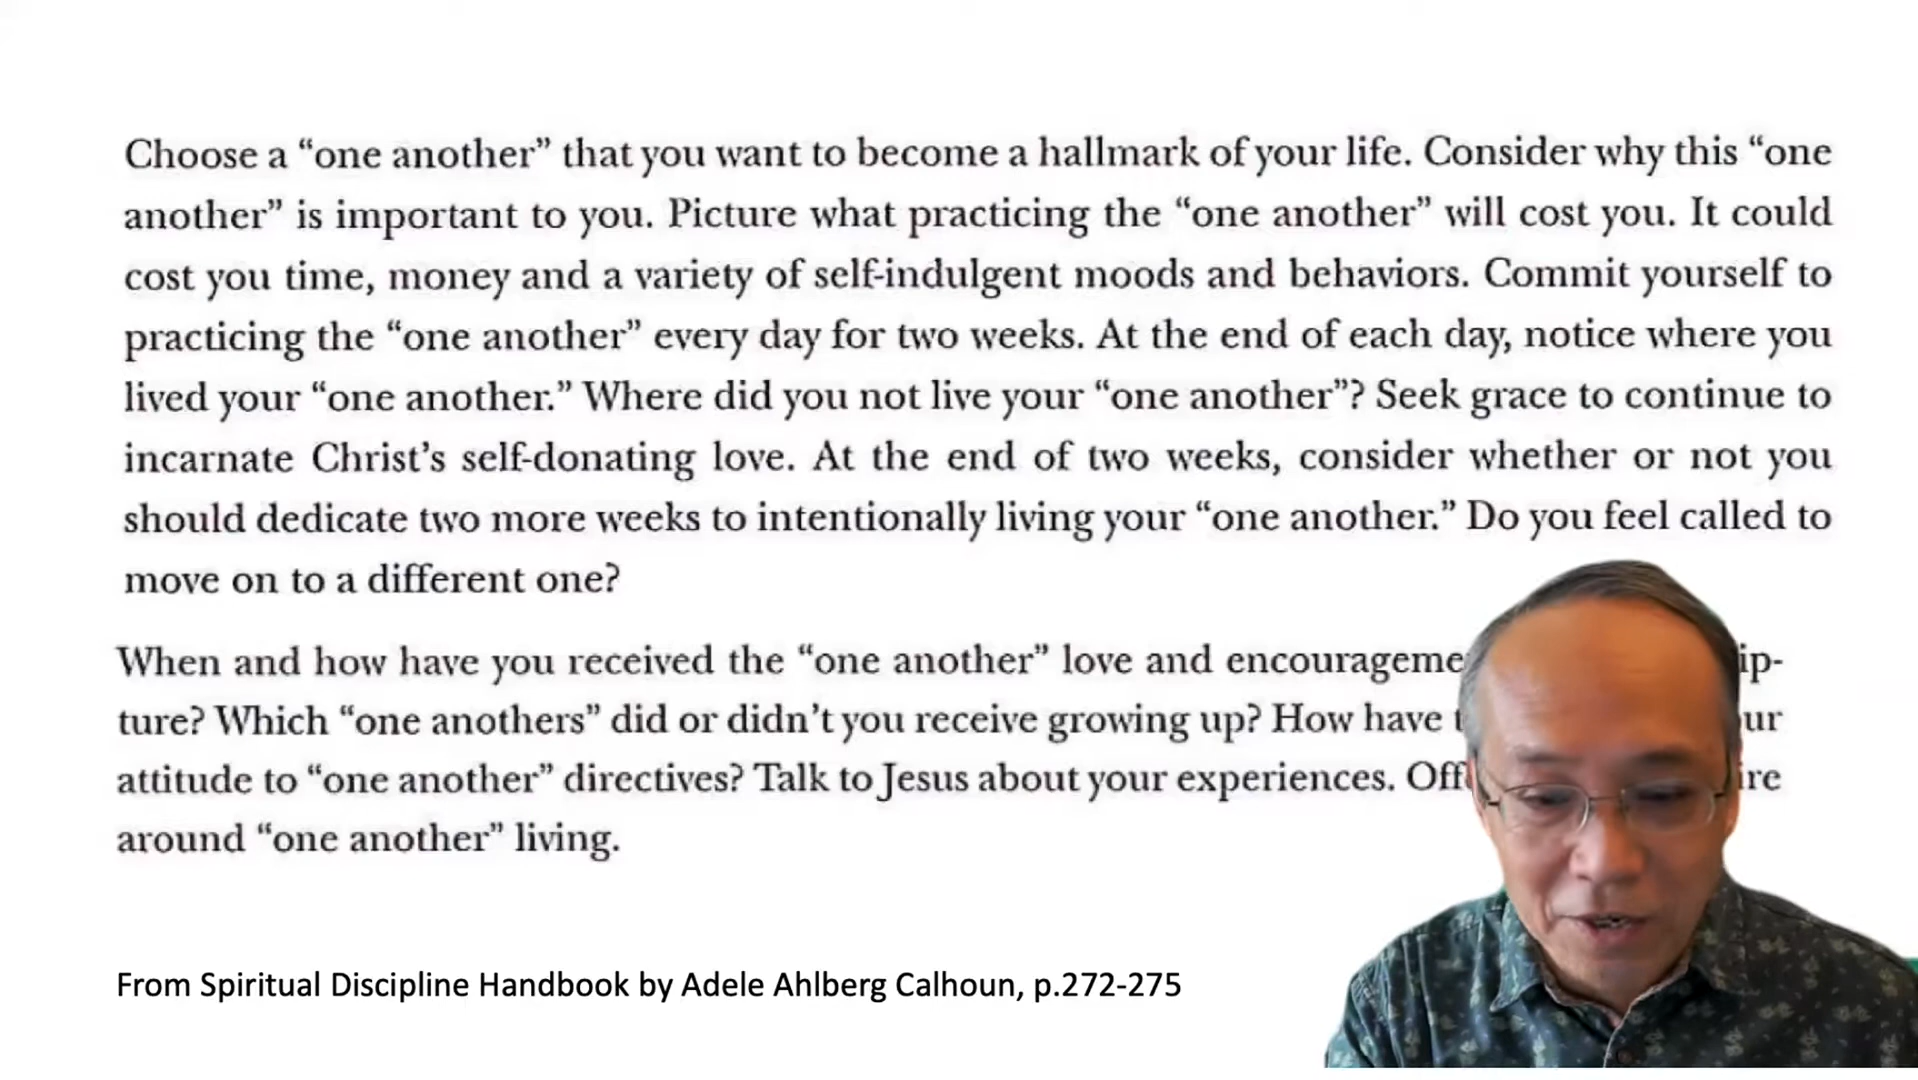 Choose a “one another” that you want to become a hallmark of your life. Consider why this “one
another” is important to you. Picture what practicing the “one another” will cost you. It could
cost you time, money and a variety of self-indulgent moods and behaviors. Commit yourself to
practicing the “one another” every day for two weeks. At the end of each day, notice where you
lived your “one another.” Where did you not live your “one another”? Seek grace to continue to
incarnate Christ’s self-donating love. At the end of two weeks, consider whether or not you
should dedicate two more weeks to intentionally living your “one another.” Do you feel called to
move on to a different one?
When and how have you received the “one another” love and ip-
ture? Which “one anothers” did or didn’t you receive growing up? How have
attitude to “one another” directives? Talk to Jesus about your experiences.
around “one another” living.
From Spiritual Discipline Handbook by Adele Ahlberg Calhoun, p.272-275